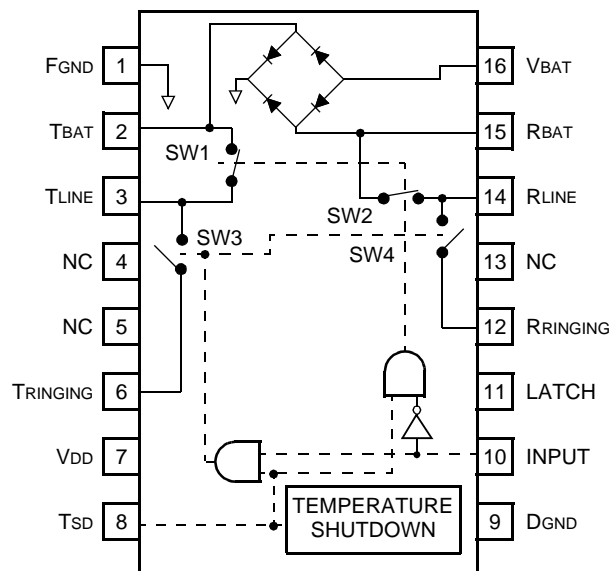 FGND 1
TBAT 2
TLINE 3
NC 4
NC 5
TRINGING 6
VDD 7
TSD 8
SW1
SW2
SW3
SW4
TEMPERATURE
SHUTDOWN
16 VBAT
15 RBAT
14 RLINE
13 NC
12 RRINGING
11 LATCH
10 INPUT
9 DGND